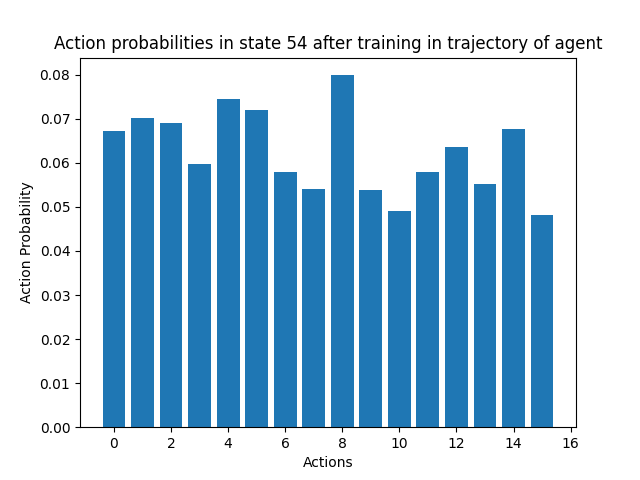 Action probabilities in state 54 after training in trajectory of agent
0.08
0.07
0.06
0.05
0.04
0.03
0.02
0.01
0.00
Action Probability
0 2 4 6 8 10 12 14 16
Actions